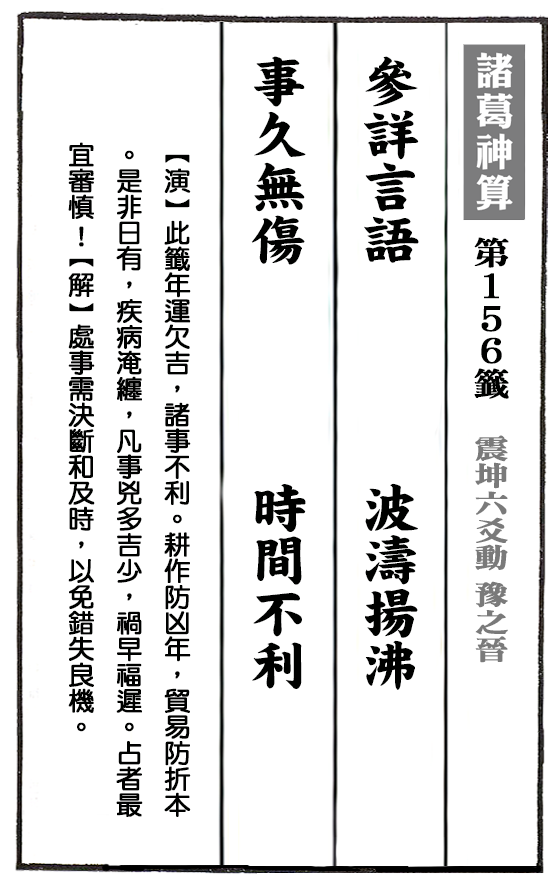 諸葛神算 第156籤 震坤六爻動 豫之晉
參詳言語 波濤揚沸
事久無傷 時間不利
【演】此籤年運欠吉，諸事不利。耕作防凶年，貿易防折本
。是非日有，疾病淹纏，凡事兇多吉少，禍早福遲。占者最
宜審慎！【解】處事需決斷和及時，以免錯失良機。